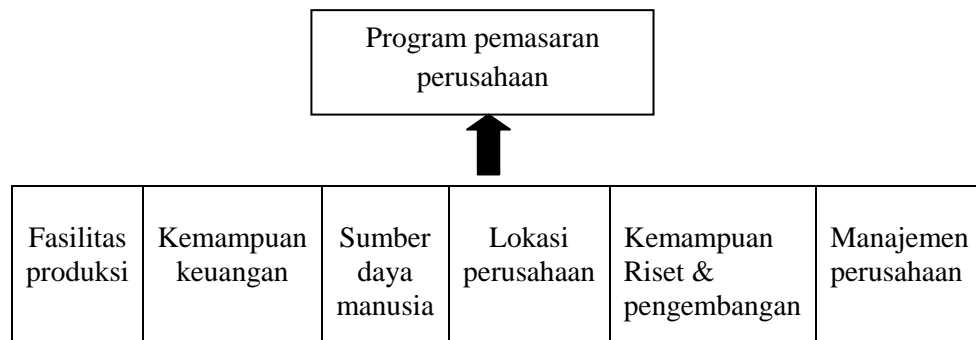 Program pemasaran
perusahaan
Fasilitas
produksi
Kemampuan
keuangan
Sumber
daya
manusia
Lokasi
perusahaan
Kemampuan
Riset &
pengembangan
Manajemen
perusahaan